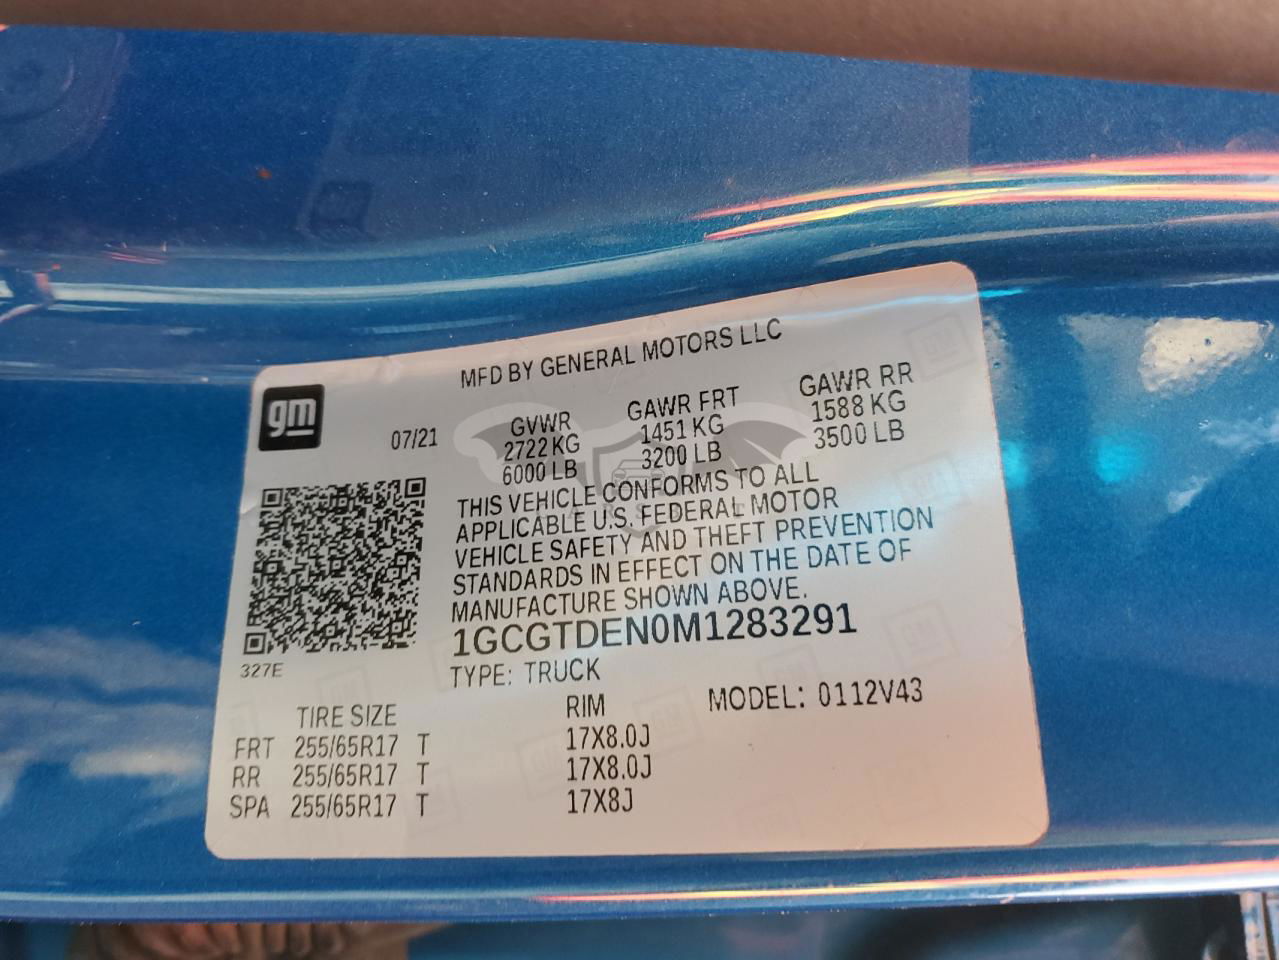 MFD BY GENERAL MOTORS LLC
gm
07/21
GVWR GAWR FRT GAWR RR
2722 KG 1451 KG 1588 KG
6000 LB 3200 LB 3500 LB
THIS VEHICLE CONFORMS TO ALL
APPLICABLE U.S. FEDERAL MOTOR
VEHICLE SAFETY AND THEFT PREVENTION
STANDARDS IN EFFECT ON THE DATE OF
MANUFACTURE SHOWN ABOVE.
1GCGTDEN0M1283291
327E
TYPE: TRUCK
TIRE SIZE RIM MODEL: 0112V43
FRT 255/65R17 T 17X8.0J
RR 255/65R17 T 17X8.0J
SPA 255/65R17 T 17X8J